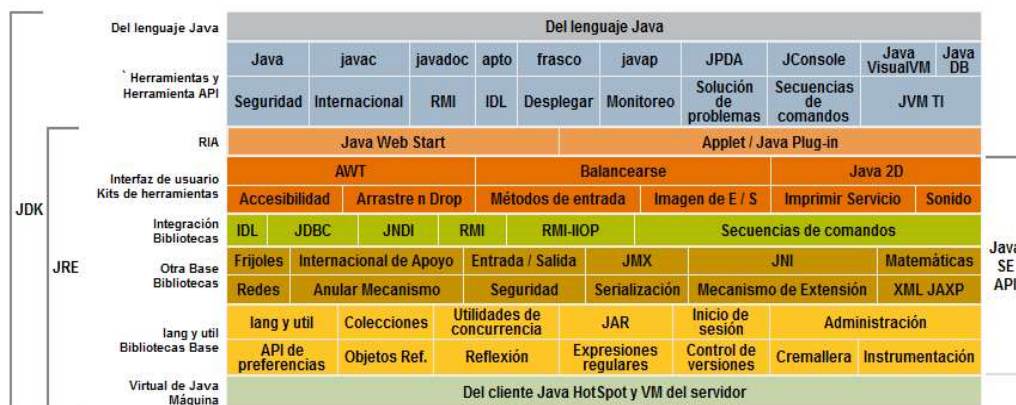 Del lenguaje Java
Del lenguaje Java
` Herramientas y
Herramienta API
Java javac javadoc apto frasco javap JPDA JConsole Java VisualVM Java DB
Seguridad Internacional RMI IDL Desplegar Monitoreo Solución de problemas Secuencias de comandos JVM TI
RIA
Java Web Start Applet / Java Plug-in
Interfaz de usuario
Kits de herramientas
AWT Balancearse Java 2D
Accesibilidad Arrastre n Drop Métodos de entrada Imagen de E / S Imprimir Servicio Sonido
Integración
Bibliotecas
IDL JDBC JNDI RMI RMI-IIOP Secuencias de comandos
Otra Base
Bibliotecas
Frijoles Internacional de Apoyo Entrada / Salida JMX JNI Matemáticas
Redes Anular Mecanismo Seguridad Serialización Mecanismo de Extensión XML JAXP
lang y util
Bibliotecas Base
lang y util Colecciones Utilidades de concurrencia JAR Inicio de sesión Administración
API de preferencias Objetos Ref. Reflexión Expresiones regulares Control de versiones Cremallera Instrumentación
Virtual de Java
Máquina
Del cliente Java HotSpot y VM del servidor
JDK
JRE
Java
SE
API